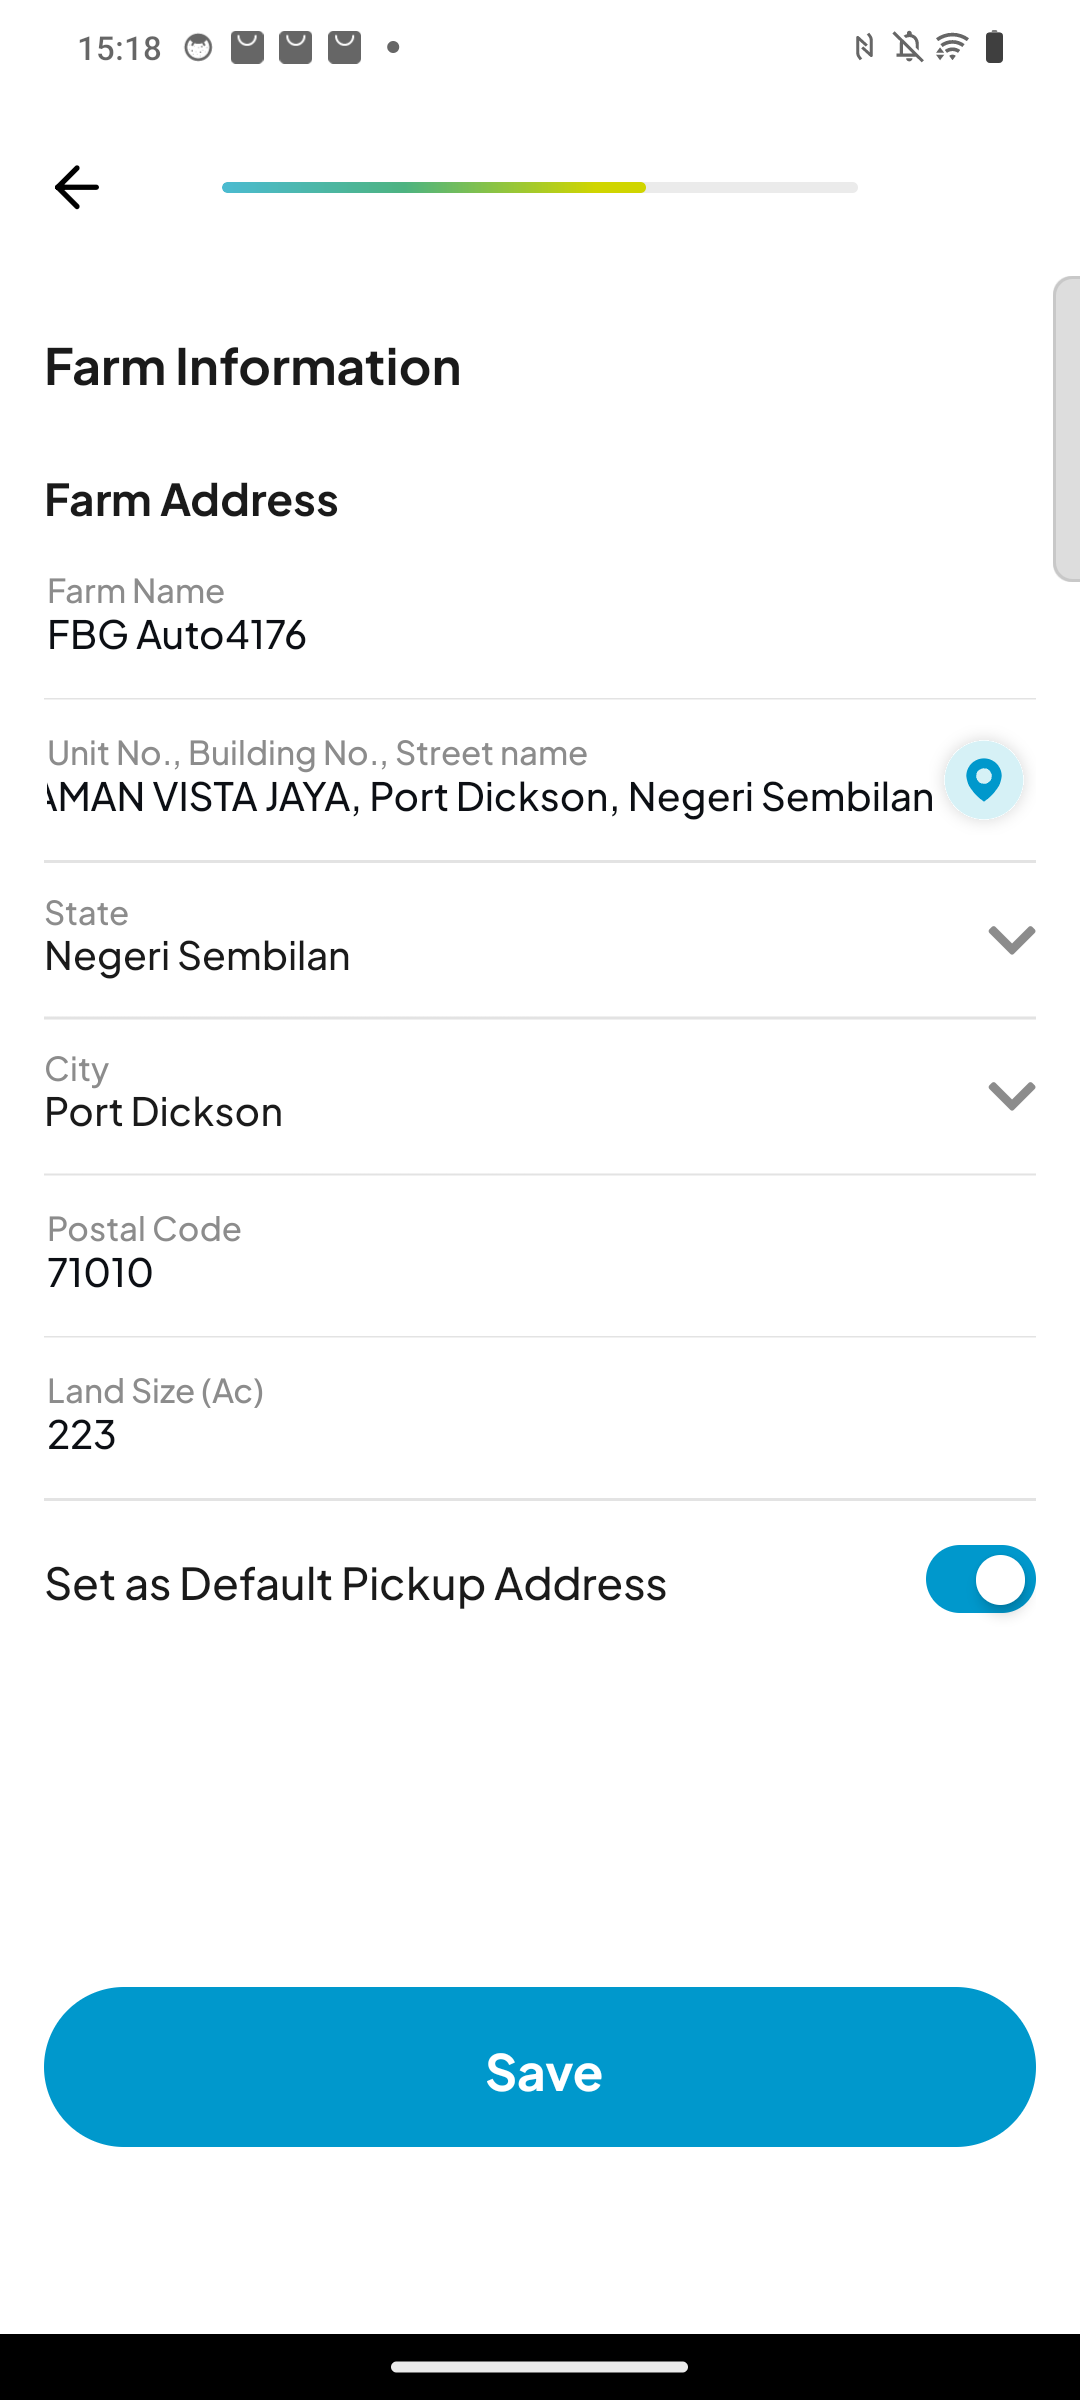 15:18
Farm Information
Farm Address
Farm Name
FBG Auto4176
Unit No., Building No., Street name
AMAN VISTA JAYA, Port Dickson, Negeri Sembilan
State
Negeri Sembilan
City
Port Dickson
Postal Code
71010
Land Size (Ac)
223
Set as Default Pickup Address
Save